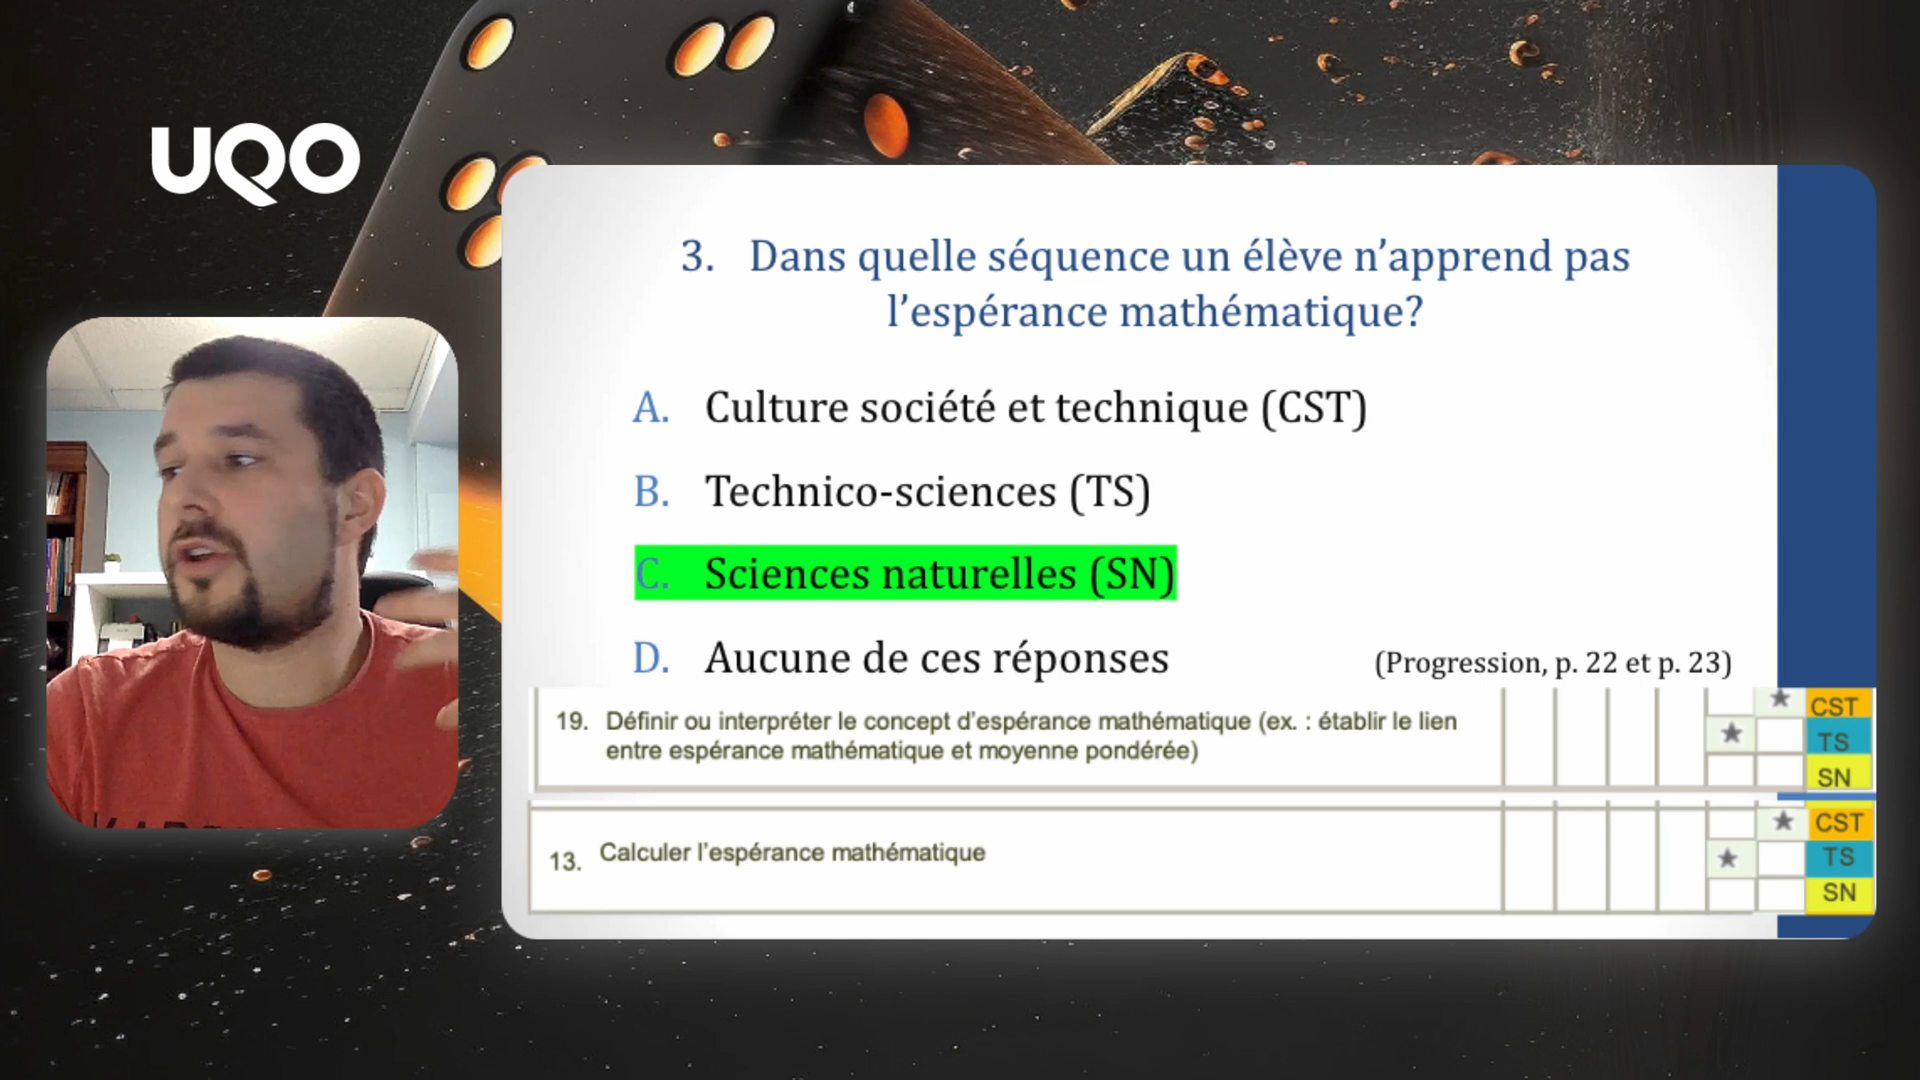 UQO
3. Dans quelle séquence un élève n’apprend pas
l’espérance mathématique?
A. Culture société et technique (CST)
B. Technico-sciences (TS)
C. Sciences naturelles (SN)
D. Aucune de ces réponses
(Progression, p. 22 et p. 23)
19. Définir ou interpréter le concept d’espérance mathématique (ex. : établir le lien
entre espérance mathématique et moyenne pondérée)
★ CST
★ TS
SN
13. Calculer l’espérance mathématique
★ CST
★ TS
SN